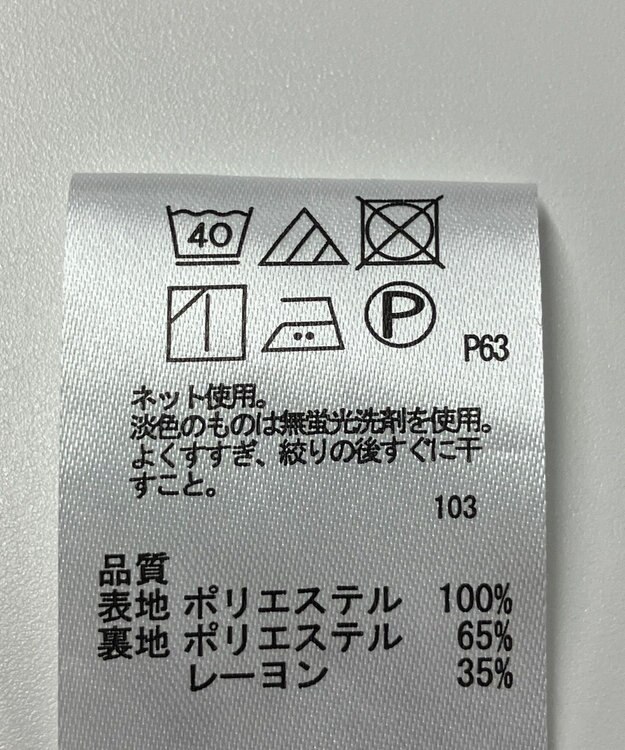 40
P
P63
ネット使用。
淡色のものは無蛍光洗剤を使用。
よくすすぎ、絞りの後すぐに干
すこと。
103
品質
表地 ポリエステル 100%
裏地 ポリエステル 65%
レーヨン 35%